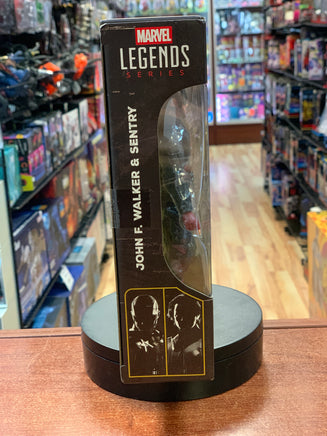 MARVEL
LEGENDS
SERIES
JOHN F. WALKER & SENTRY